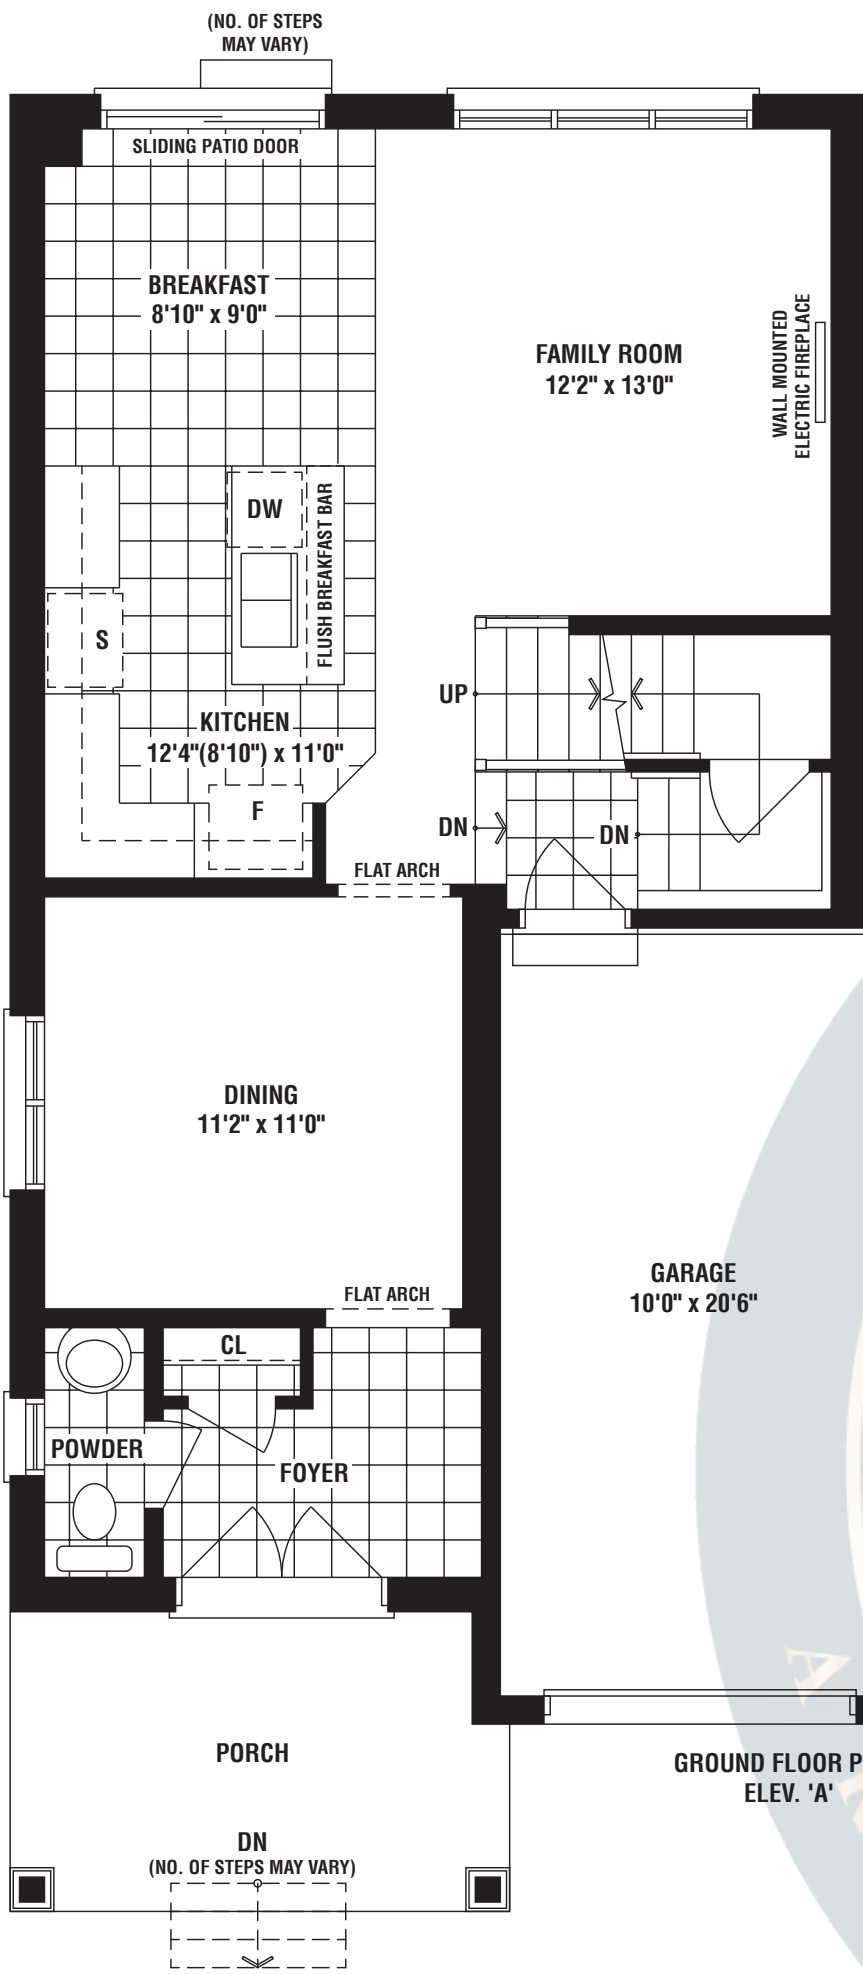 (NO. OF STEPS
MAY VARY)
SLIDING PATIO DOOR
BREAKFAST
8'10" x 9'0"
FAMILY ROOM
12'2" x 13'0"
WALL MOUNTED
ELECTRIC FIREPLACE
DW
FLUSH BREAKFAST BAR
S
UP
KITCHEN
12'4"(8'10") x 11'0"
F
DN
DN
FLAT ARCH
DINING
11'2" x 11'0"
GARAGE
10'0" x 20'6"
FLAT ARCH
CL
POWDER
FOYER
A
PORCH
GROUND FLOOR P
ELEV. 'A'
DN
(NO. OF STEPS MAY VARY)